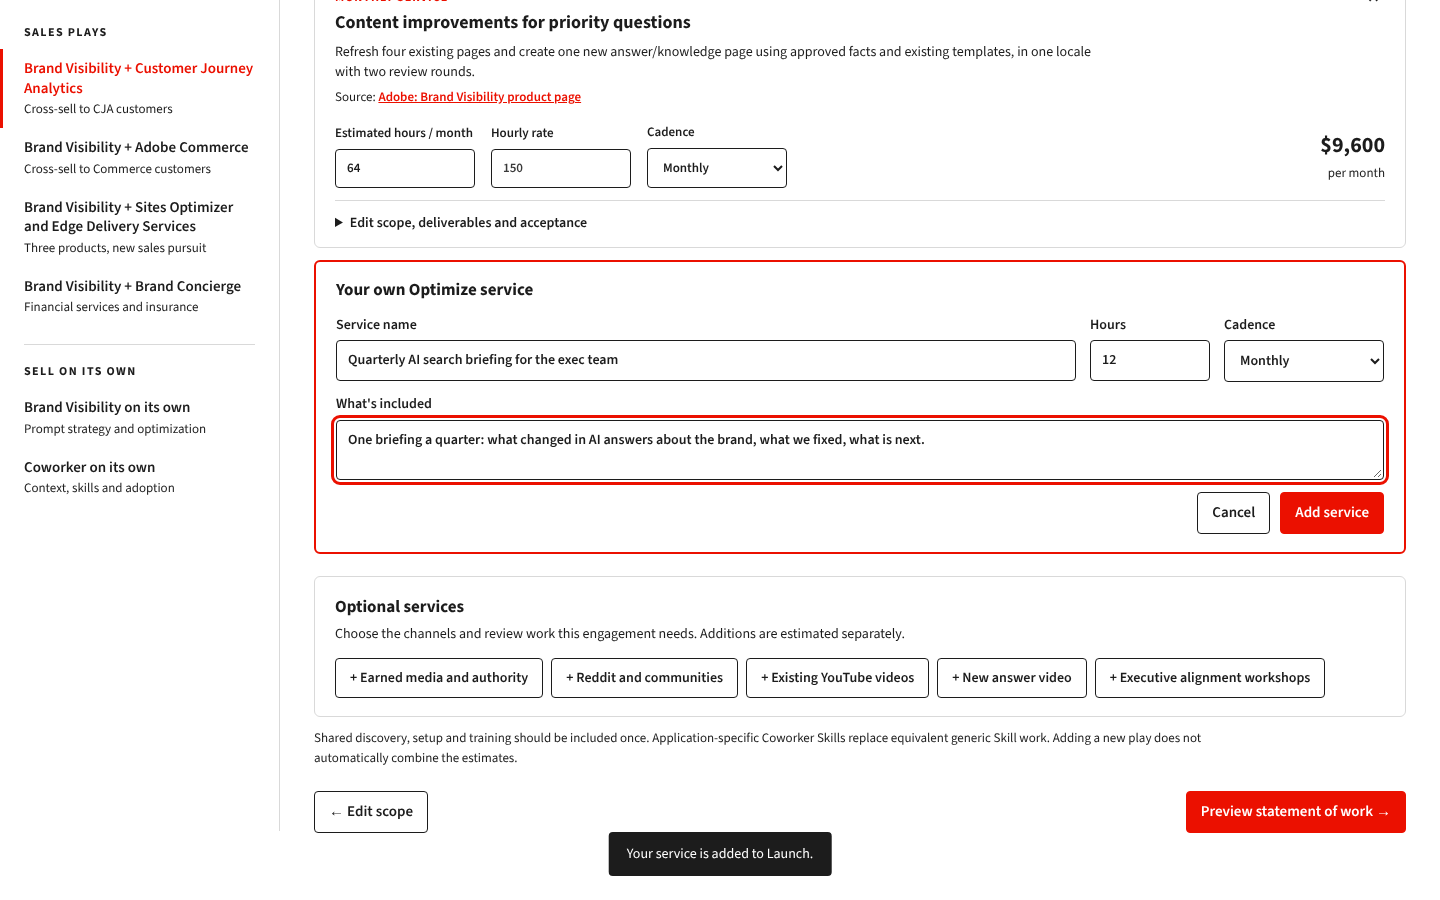 SALES PLAYS
Brand Visibility + Customer Journey
Analytics
Cross-sell to CJA customers
Brand Visibility + Adobe Commerce
Cross-sell to Commerce customers
Brand Visibility + Sites Optimizer
and Edge Delivery Services
Three products, new sales pursuit
Brand Visibility + Brand Concierge
Financial services and insurance
SELL ON ITS OWN
Brand Visibility on its own
Prompt strategy and optimization
Coworker on its own
Context, skills and adoption
Content improvements for priority questions
Refresh four existing pages and create one new answer/knowledge page using approved facts and existing templates, in one locale
with two review rounds.
Source: Adobe: Brand Visibility product page
Estimated hours / month Hourly rate Cadence
64 150 Monthly
$9,600
per month
▶ Edit scope, deliverables and acceptance
Your own Optimize service
Service name Hours Cadence
Quarterly AI search briefing for the exec team 12 Monthly
What's included
One briefing a quarter: what changed in AI answers about the brand, what we fixed, what is next.
Cancel Add service
Optional services
Choose the channels and review work this engagement needs. Additions are estimated separately.
+ Earned media and authority + Reddit and communities + Existing YouTube videos + New answer video + Executive alignment workshops
Shared discovery, setup and training should be included once. Application-specific Coworker Skills replace equivalent generic Skill work. Adding a new play does not
automatically combine the estimates.
← Edit scope Preview statement of work →
Your service is added to Launch.